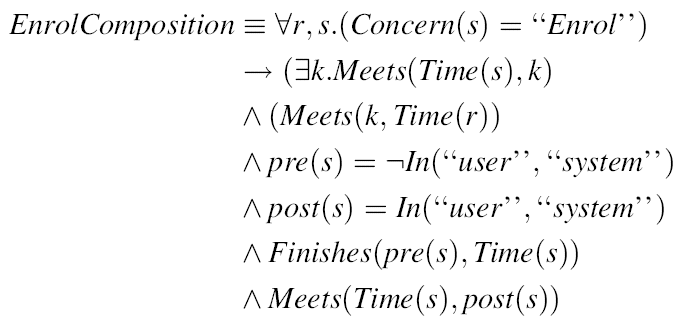 EnrolComposition ≡ ∀r, s.(Concern(s) = “Enrol”)
→ (∃k.Meets(Time(s), k)
∧ (Meets(k, Time(r))
∧ pre(s) = ¬In(“user”, “system”)
∧ post(s) = In(“user”, “system”)
∧ Finishes(pre(s), Time(s))
∧ Meets(Time(s), post(s))